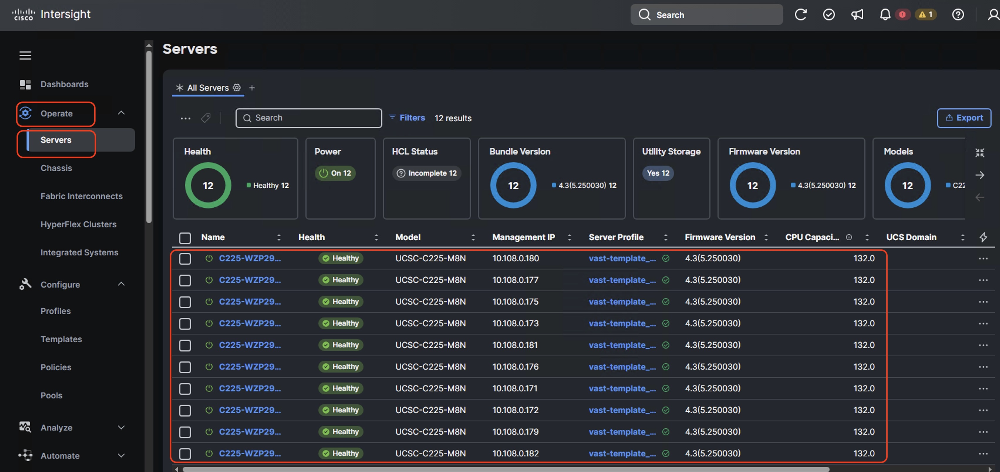 CISCO Intersight
Search
1
Dashboards
Operate
Servers
Chassis
Fabric Interconnects
HyperFlex Clusters
Integrated Systems
Configure
Profiles
Templates
Policies
Pools
Analyze
Automate
Servers
All Servers
Search
Filters
12 results
Export
Health
12
Healthy 12
Power
On 12
HCL Status
Incomplete 12
Bundle Version
12
4.3(5.250030) 12
Utility Storage
Yes 12
Firmware Version
12
4.3(5.250030) 12
Models
12
C22
Name Health Model Management IP Server Profile Firmware Version CPU Capaci... UCS Domain
C225-WZP29... Healthy UCSC-C225-M8N 10.108.0.180 vast-template_... 4.3(5.250030) 132.0
C225-WZP29... Healthy UCSC-C225-M8N 10.108.0.177 vast-template_... 4.3(5.250030) 132.0
C225-WZP29... Healthy UCSC-C225-M8N 10.108.0.175 vast-template_... 4.3(5.250030) 132.0
C225-WZP29... Healthy UCSC-C225-M8N 10.108.0.173 vast-template_... 4.3(5.250030) 132.0
C225-WZP29... Healthy UCSC-C225-M8N 10.108.0.181 vast-template_... 4.3(5.250030) 132.0
C225-WZP29... Healthy UCSC-C225-M8N 10.108.0.176 vast-template_... 4.3(5.250030) 132.0
C225-WZP29... Healthy UCSC-C225-M8N 10.108.0.171 vast-template_... 4.3(5.250030) 132.0
C225-WZP29... Healthy UCSC-C225-M8N 10.108.0.172 vast-template_... 4.3(5.250030) 132.0
C225-WZP29... Healthy UCSC-C225-M8N 10.108.0.179 vast-template_... 4.3(5.250030) 132.0
C225-WZP29... Healthy UCSC-C225-M8N 10.108.0.182 vast-template_... 4.3(5.250030) 132.0